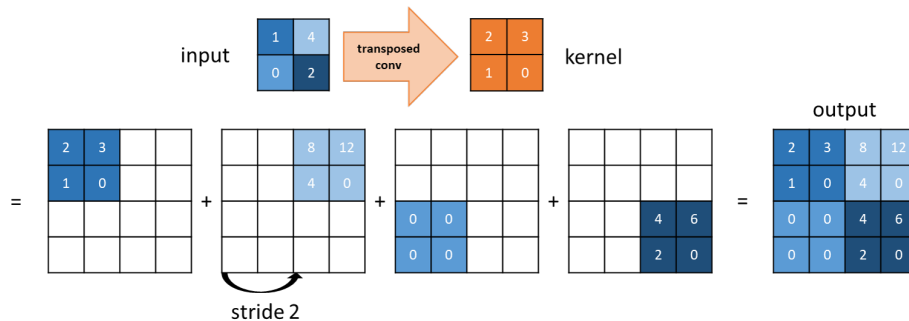 input
1 4
0 2
transposed
conv
2 3
1 0
kernel
output
= 2 3 + 8 12 + + = 2 3 8 12
1 0 4 0 1 0 4 0
0 0 4 6 0 0 4 6
0 0 2 0 0 0 2 0
stride 2